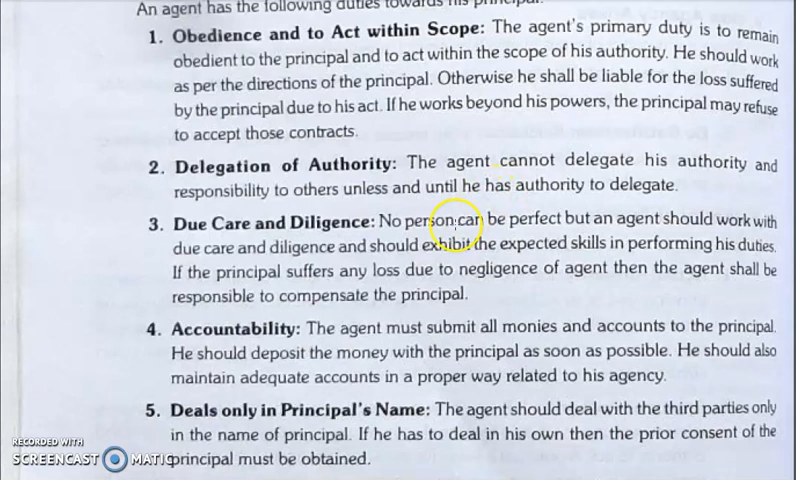 An agent has the following duties towards his principal:
1. Obedience and to Act within Scope: The agent's primary duty is to remain
obedient to the principal and to act within the scope of his authority. He should work
as per the directions of the principal. Otherwise he shall be liable for the loss suffered
by the principal due to his act. If he works beyond his powers, the principal may refuse
to accept those contracts.
2. Delegation of Authority: The agent cannot delegate his authority and
responsibility to others unless and until he has authority to delegate.
3. Due Care and Diligence: No person can be perfect but an agent should work with
due care and diligence and should exhibit the expected skills in performing his duties.
If the principal suffers any loss due to negligence of agent then the agent shall be
responsible to compensate the principal.
4. Accountability: The agent must submit all monies and accounts to the principal.
He should deposit the money with the principal as soon as possible. He should also
maintain adequate accounts in a proper way related to his agency.
5. Deals only in Principal's Name: The agent should deal with the third parties only
in the name of principal. If he has to deal in his own then the prior consent of the
principal must be obtained.
RECORDED WITH
SCREENCAST MATIC